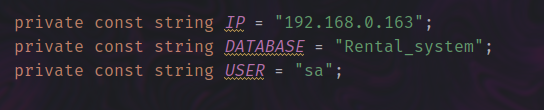 private const string IP = "192.168.0.163";
private const string DATABASE = "Rental_system";
private const string USER = "sa";